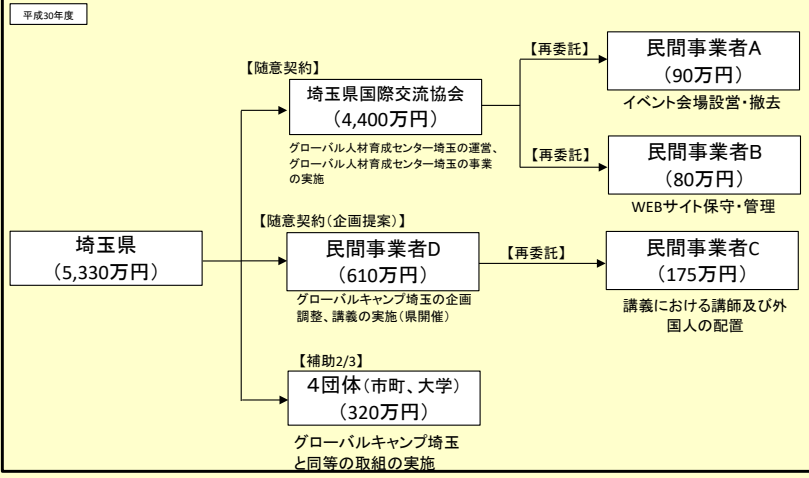 平成30年度
【随意契約】
埼玉県国際交流協会
（4,400万円）
グローバル人材育成センター埼玉の運営、
グローバル人材育成センター埼玉の事業
の実施
【再委託】
民間事業者A
（90万円）
イベント会場設営・撤去
【再委託】
民間事業者B
（80万円）
WEBサイト保守・管理
埼玉県
（5,330万円）
【随意契約（企画提案）】
民間事業者D
（610万円）
グローバルキャンプ埼玉の企画
調整、講義の実施（県開催）
【再委託】
民間事業者C
（175万円）
講義における講師及び外
国人の配置
【補助2/3】
４団体（市町、大学）
（320万円）
グローバルキャンプ埼玉
と同等の取組の実施